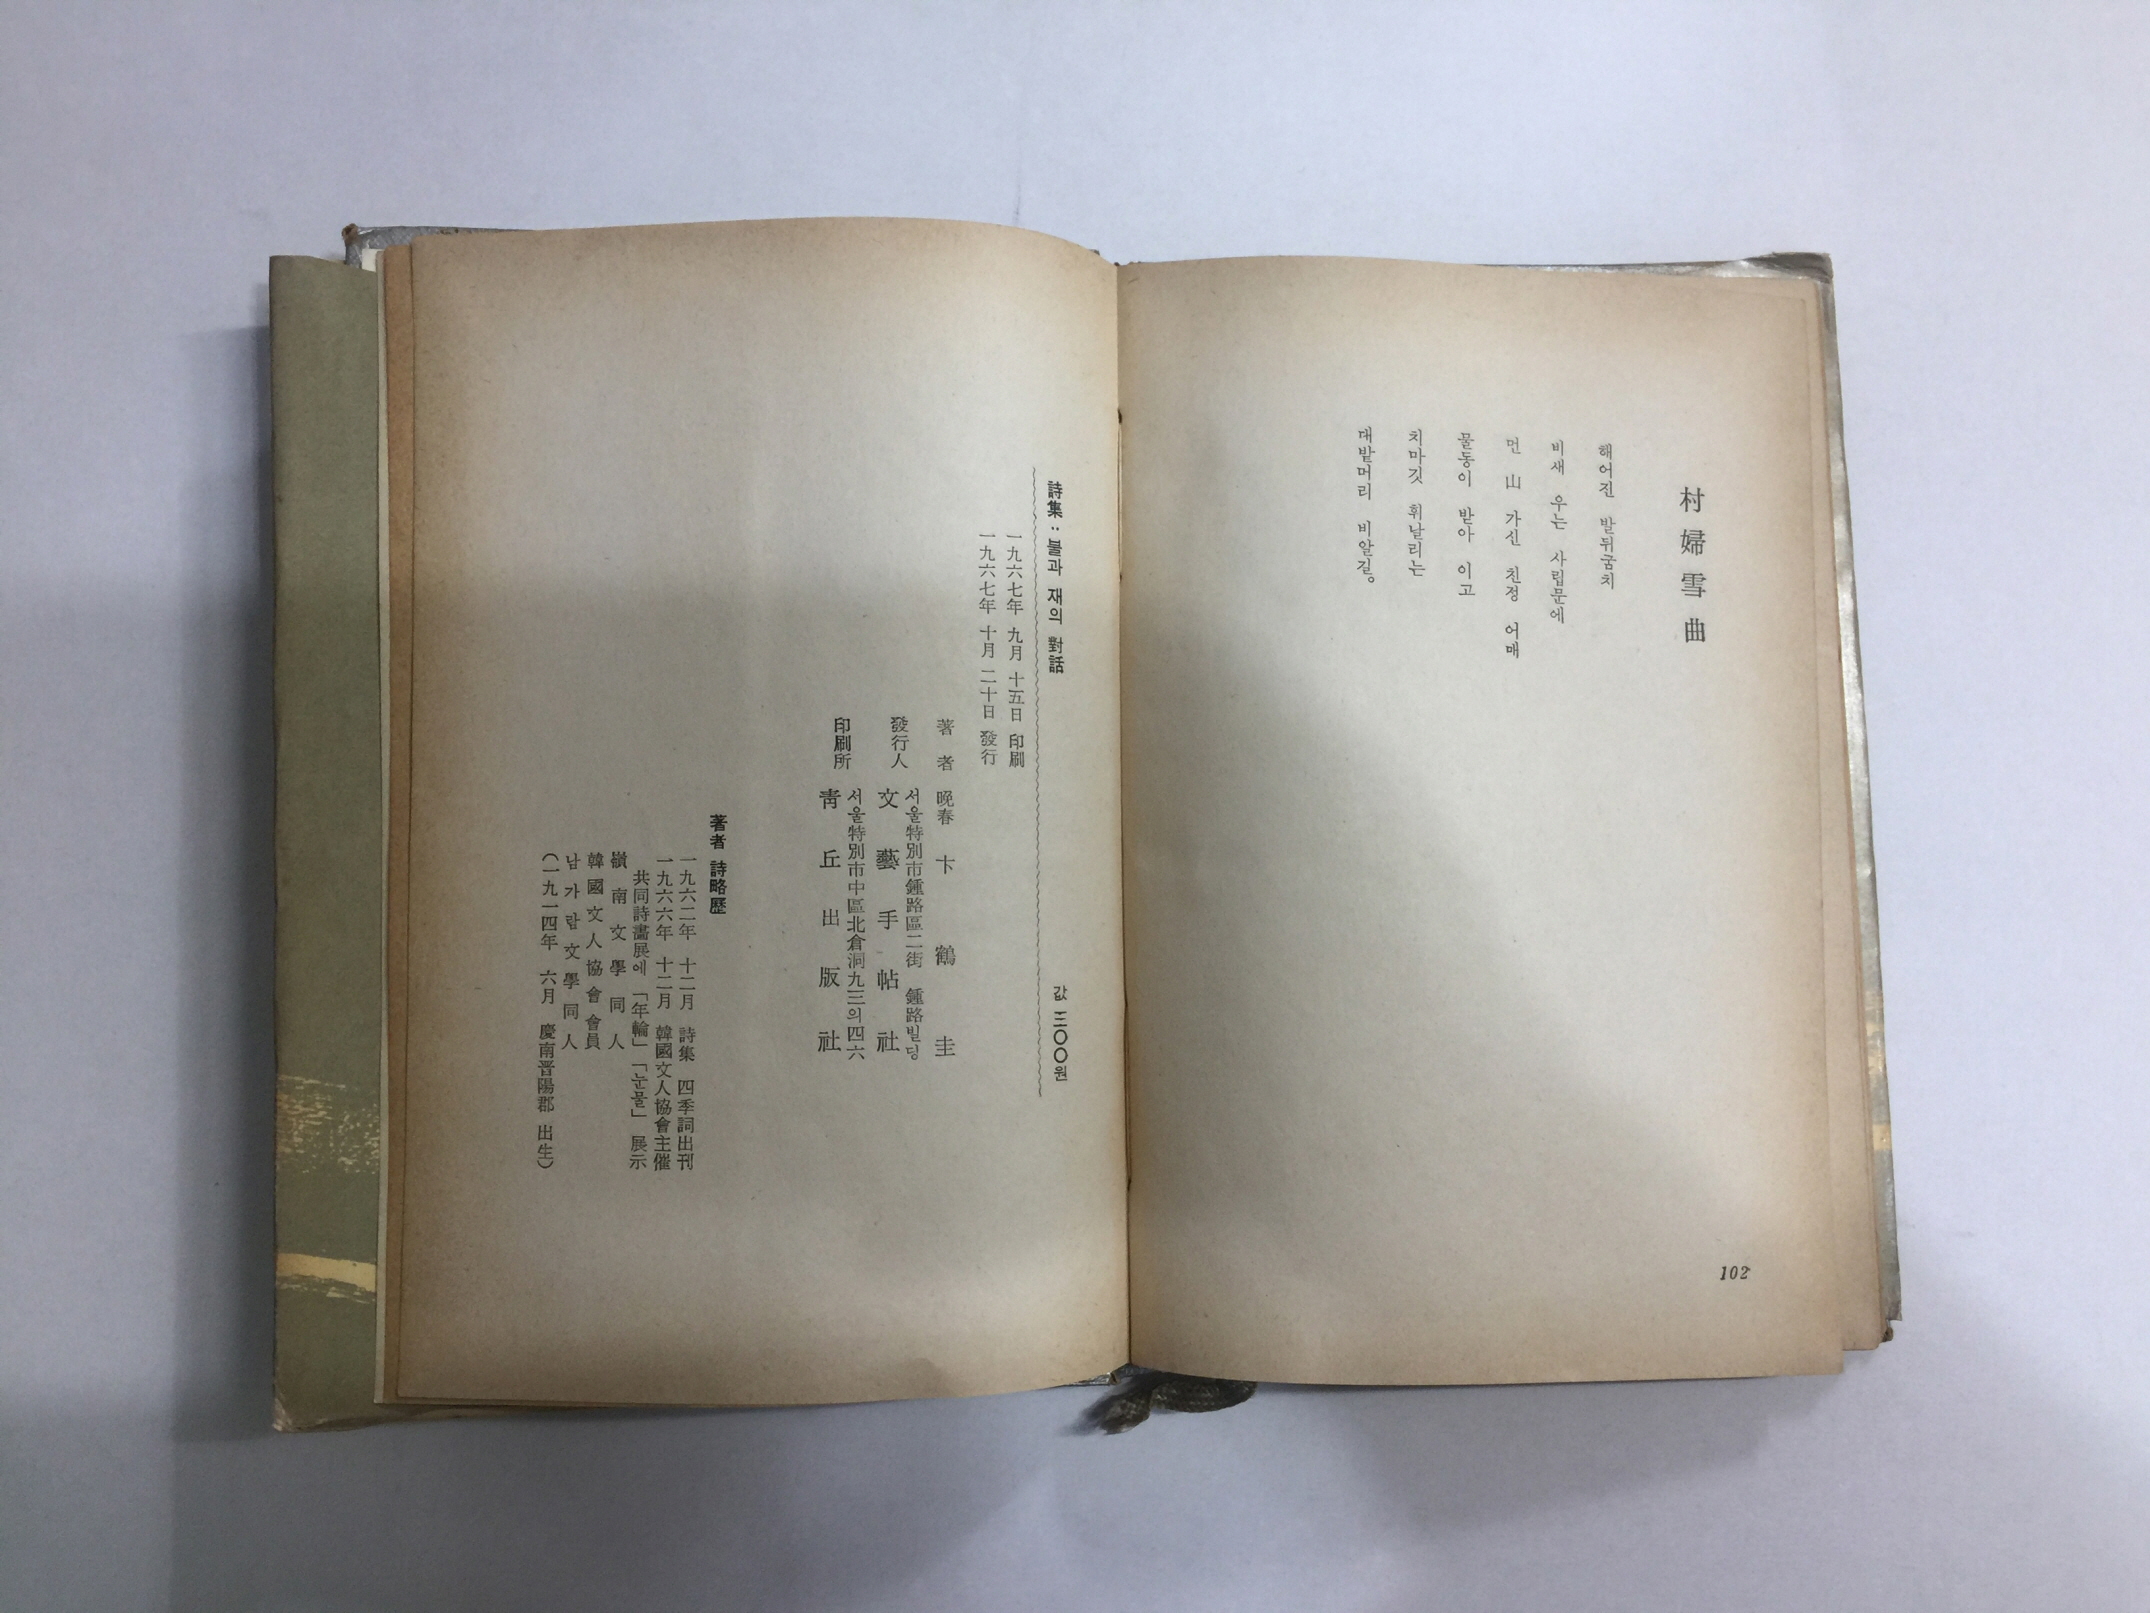 村婦雪曲
해어진 발뒤굼치
비새 우는 사립문에
먼 山 가신 친정 어매
물동이 받아 이고
치마깃 휘날리는
대밭머리 비알길。
102
詩集：불과 재의 對話
값 三〇〇원
一九六七年 九月 十五日 印刷
一九六七年 十月 二十日 發行
著者 晩春 卞鶴圭
서울特別市鍾路區二街 鍾路빌딩
發行人 文藝手帖社
서울特別市中區北倉洞九三의四六
印刷所 靑丘出版社
著者 詩略歷
一九六二年 十二月 詩集 四季詞出刊
一九六六年 十二月 韓國文人協會主催
共同詩畵展에 「年輪」「눈물」 展示
嶺南文學同人
韓國文人協會會員
남가람文學同人
(一九一四年 六月 慶南晋陽郡 出生)